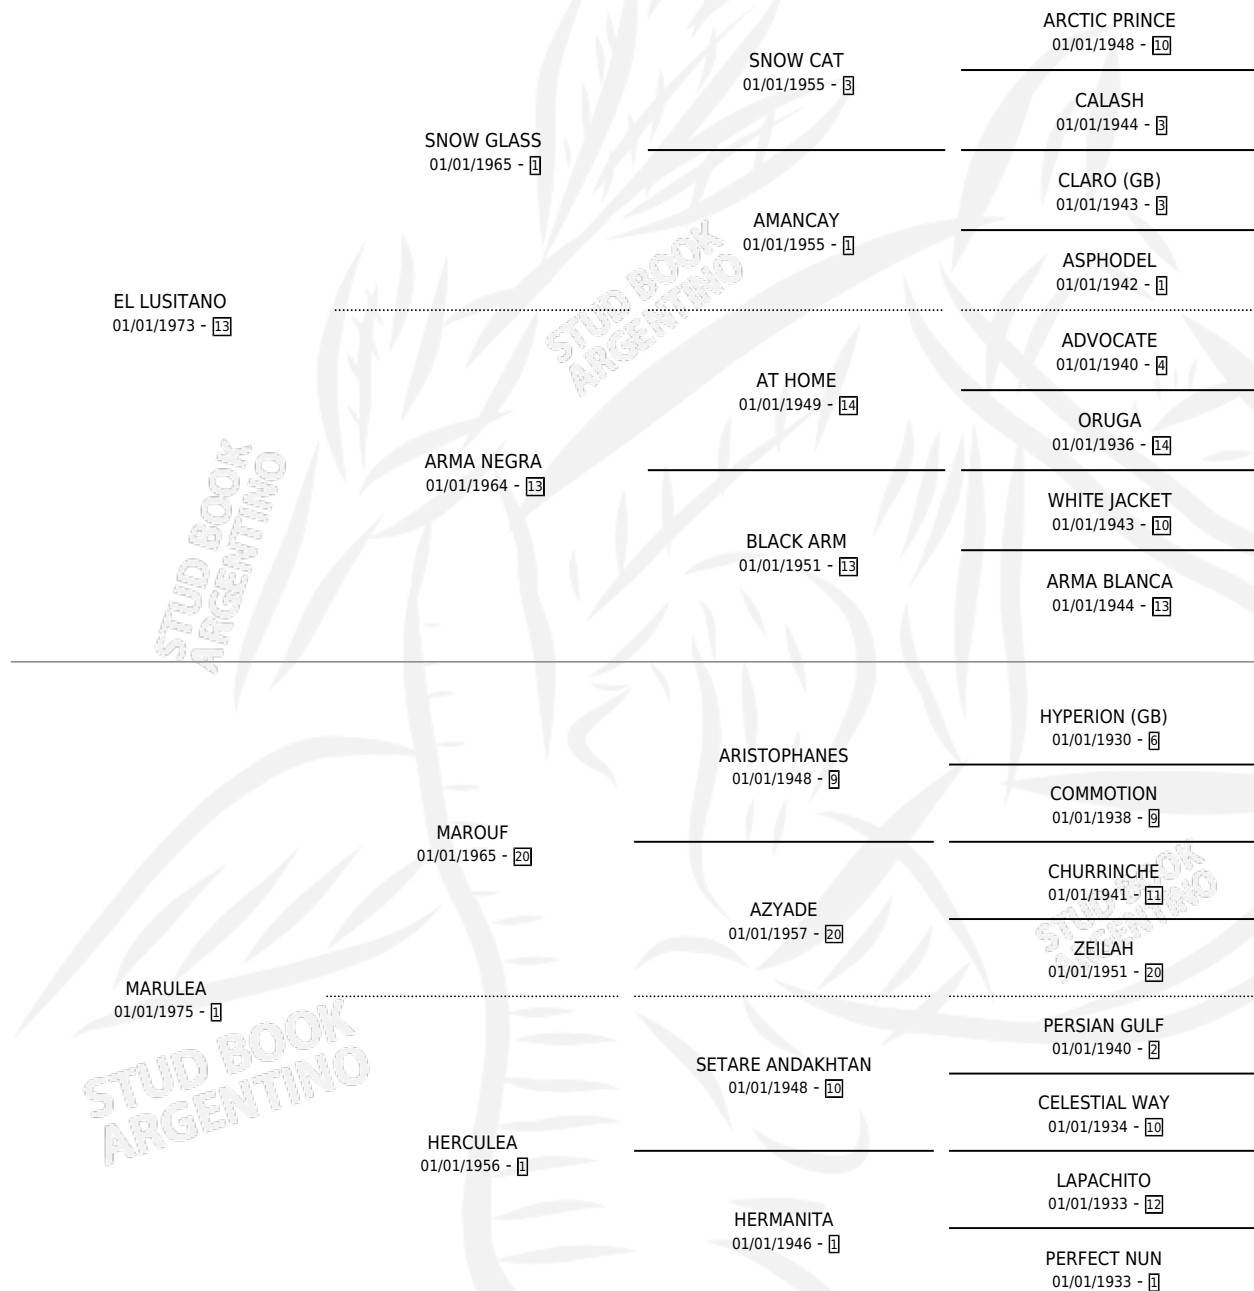 ARCTIC PRINCE
01/01/1948 - 10
SNOW CAT
01/01/1955 - 3
CALASH
01/01/1944 - 3
SNOW GLASS
01/01/1965 - 1
CLARO (GB)
01/01/1943 - 3
AMANCAY
01/01/1955 - 1
ASPHODEL
01/01/1942 - 1
EL LUSITANO
01/01/1973 - 13
ADVOCATE
01/01/1940 - 4
AT HOME
01/01/1949 - 14
ORUGA
01/01/1936 - 14
ARMA NEGRA
01/01/1964 - 13
WHITE JACKET
01/01/1943 - 10
BLACK ARM
01/01/1951 - 13
ARMA BLANCA
01/01/1944 - 13
HYPERION (GB)
01/01/1930 - 6
ARISTOPHANES
01/01/1948 - 9
COMMOTION
01/01/1938 - 9
MAROUF
01/01/1965 - 20
CHURRINCHE
01/01/1941 - 11
AZYADE
01/01/1957 - 20
ZEILAH
01/01/1951 - 20
MARULEA
01/01/1975 - 1
PERSIAN GULF
01/01/1940 - 2
SETARE ANDAKHTAN
01/01/1948 - 10
CELESTIAL WAY
01/01/1934 - 10
HERCULEA
01/01/1956 - 1
LAPACHITO
01/01/1933 - 12
HERMANITA
01/01/1946 - 1
PERFECT NUN
01/01/1933 - 1
STUD BOOK
ARGENTINO
STUD BOOK
ARGENTINO
STUD BOOK
ARGENTINO
STUD BOOK
ARGENTINO